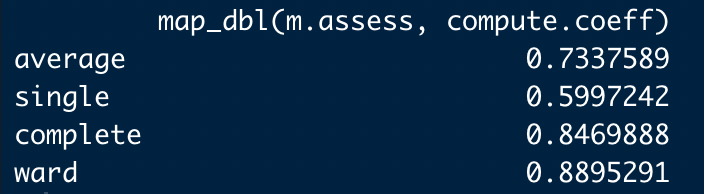 map_dbl(m.assess, compute.coeff)
average 0.7337589
single 0.5997242
complete 0.8469888
ward 0.8895291